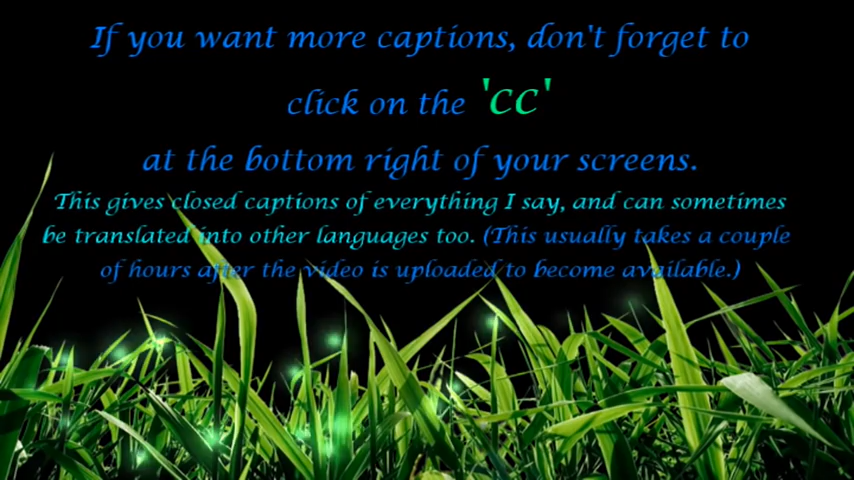 If you want more captions, don't forget to
click on the 'cc'
at the bottom right of your screens.
This gives closed captions of everything I say, and can sometimes
be translated into other languages too. (This usually takes a couple
of hours after the video is uploaded to become available.)